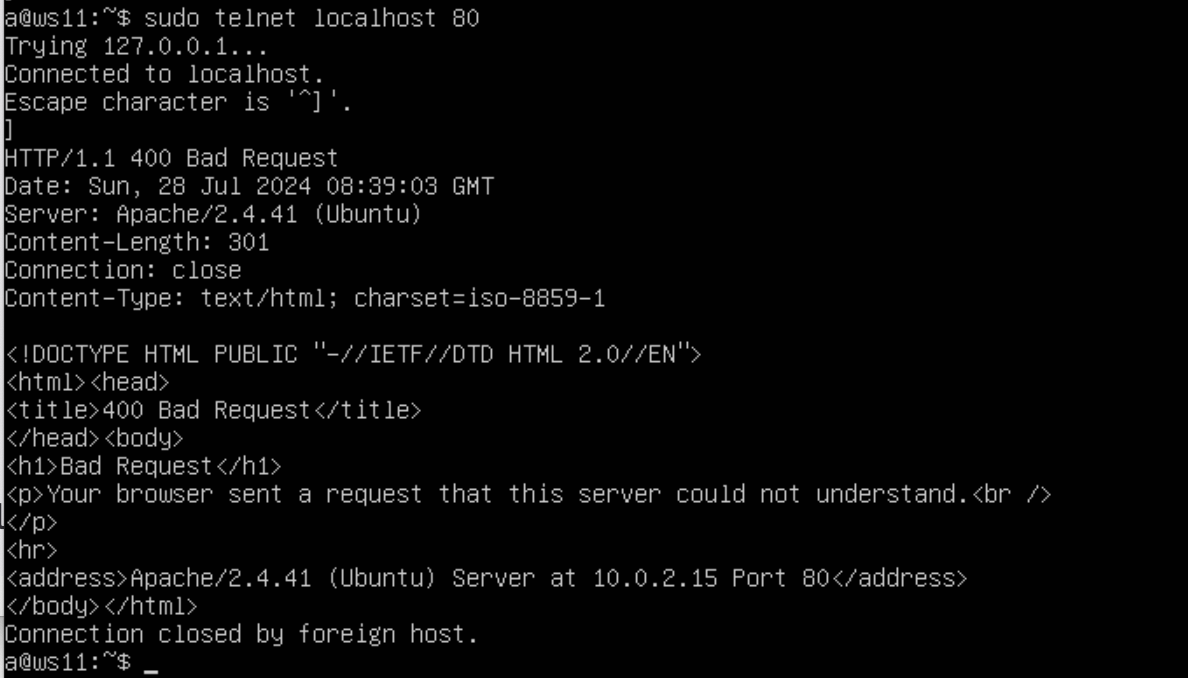 a@ws11:~$ sudo telnet localhost 80
Trying 127.0.0.1...
Connected to localhost.
Escape character is '^]'.
]
HTTP/1.1 400 Bad Request
Date: Sun, 28 Jul 2024 08:39:03 GMT
Server: Apache/2.4.41 (Ubuntu)
Content-Length: 301
Connection: close
Content-Type: text/html; charset=iso-8859-1

<!DOCTYPE HTML PUBLIC "-//IETF//DTD HTML 2.0//EN">
<html><head>
<title>400 Bad Request</title>
</head><body>
<h1>Bad Request</h1>
<p>Your browser sent a request that this server could not understand.<br />
</p>
<hr>
<address>Apache/2.4.41 (Ubuntu) Server at 10.0.2.15 Port 80</address>
</body></html>
Connection closed by foreign host.
a@ws11:~$ _